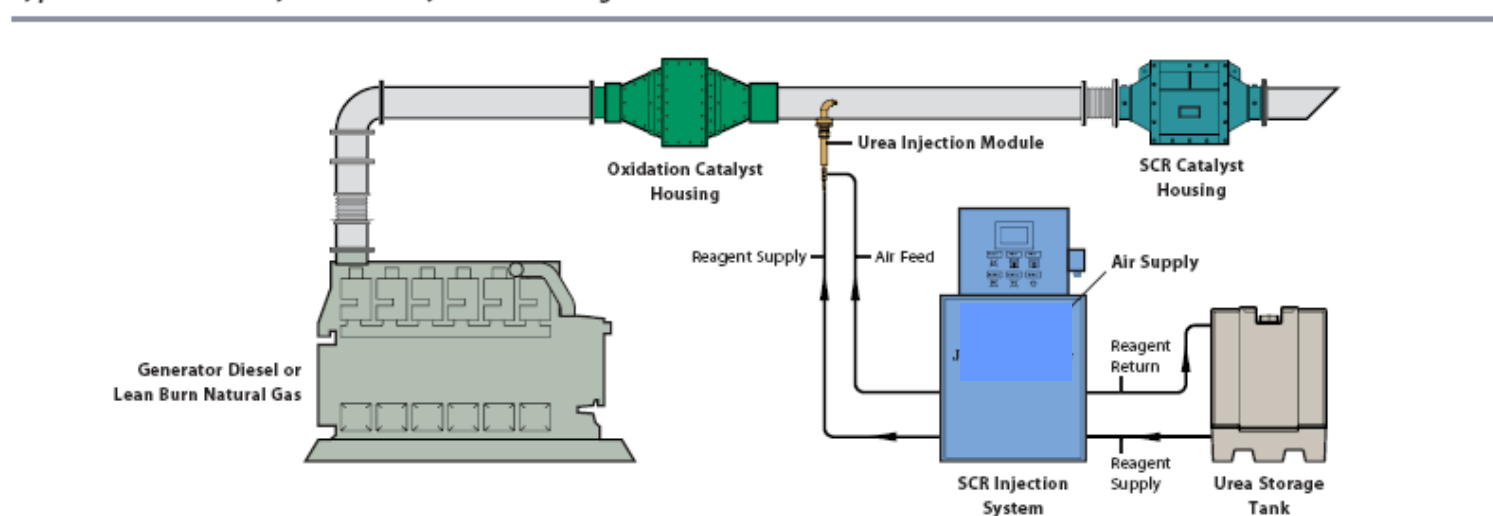 Urea Injection Module
Oxidation Catalyst
Housing
SCR Catalyst
Housing
Reagent Supply
Air Feed
Air Supply
Generator Diesel or
Lean Burn Natural Gas
Reagent
Return
Reagent
Supply
SCR Injection
System
Urea Storage
Tank